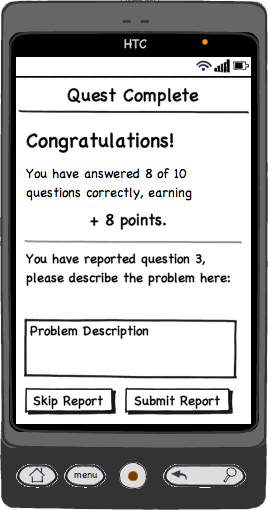 HTC
Quest Complete
Congratulations!
You have answered 8 of 10
questions correctly, earning
+ 8 points.
You have reported question 3,
please describe the problem here:
Problem Description
Skip Report
Submit Report
menu